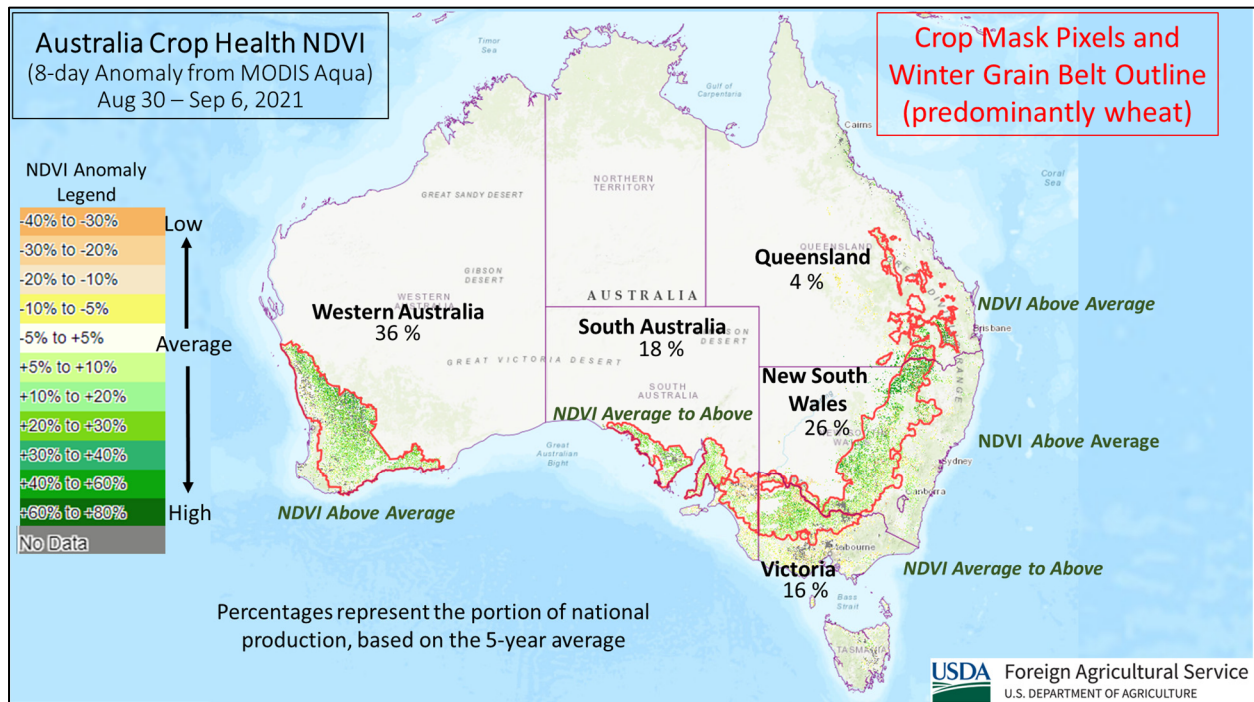 Australia Crop Health NDVI
(8-day Anomaly from MODIS Aqua)
Aug 30 – Sep 6, 2021
Crop Mask Pixels and
Winter Grain Belt Outline
(predominantly wheat)
NDVI Anomaly
Legend
-40% to -30%
-30% to -20%
-20% to -10%
-10% to -5%
-5% to +5%
+5% to +10%
+10% to +20%
+20% to +30%
+30% to +40%
+40% to +60%
+60% to +80%
No Data
Low
Average
High
Timor
Sea
Gulf of
Carpentaria
Cairns
Coral
Sea
NORTHERN
TERRITORY
GREAT SANDY DESERT
GIBSON
DESERT
WESTERN
AUSTRALIA
Western Australia
36 %
AUSTRALIA
GREAT VICTORIA DESERT
South Australia
18 %
DESERT
SOUTH
AUSTRALIA
QUEENSLAND
Queensland
4 %
NDVI Above Average
Brisbane
RANGE
New South
Wales
26 %
NDVI Average to Above
Great
Australian
Bight
NDVI Above Average
Sydney
Canberra
NDVI Above Average
elbourne
Victoria
16 %
NDVI Average to Above
Bass
Strait
TASMANIA
Percentages represent the portion of national
production, based on the 5-year average
USDA
Foreign Agricultural Service
U.S. DEPARTMENT OF AGRICULTURE